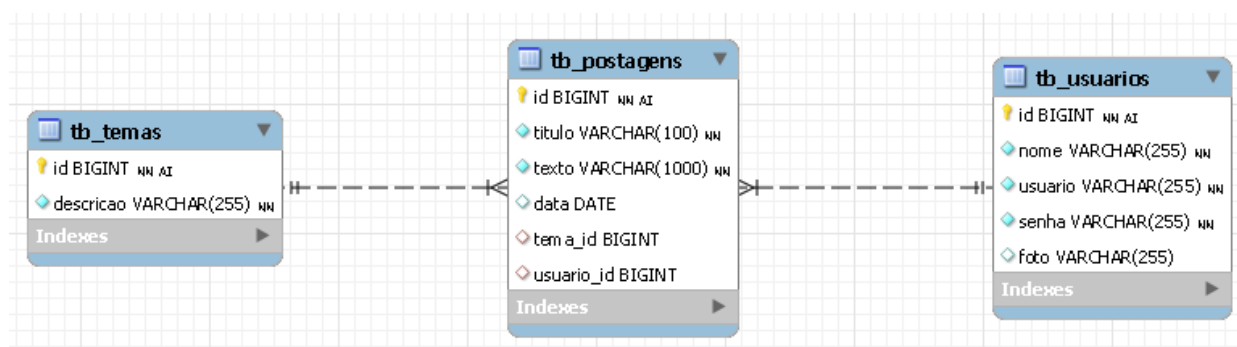 tb_temas
id BIGINT NN AI
descricao VARCHAR(255) NN
Indexes
tb_postagens
id BIGINT NN AI
titulo VARCHAR(100) NN
texto VARCHAR(1000) NN
data DATE
tema_id BIGINT
usuario_id BIGINT
Indexes
tb_usuarios
id BIGINT NN AI
nome VARCHAR(255) NN
usuario VARCHAR(255) NN
senha VARCHAR(255) NN
foto VARCHAR(255)
Indexes